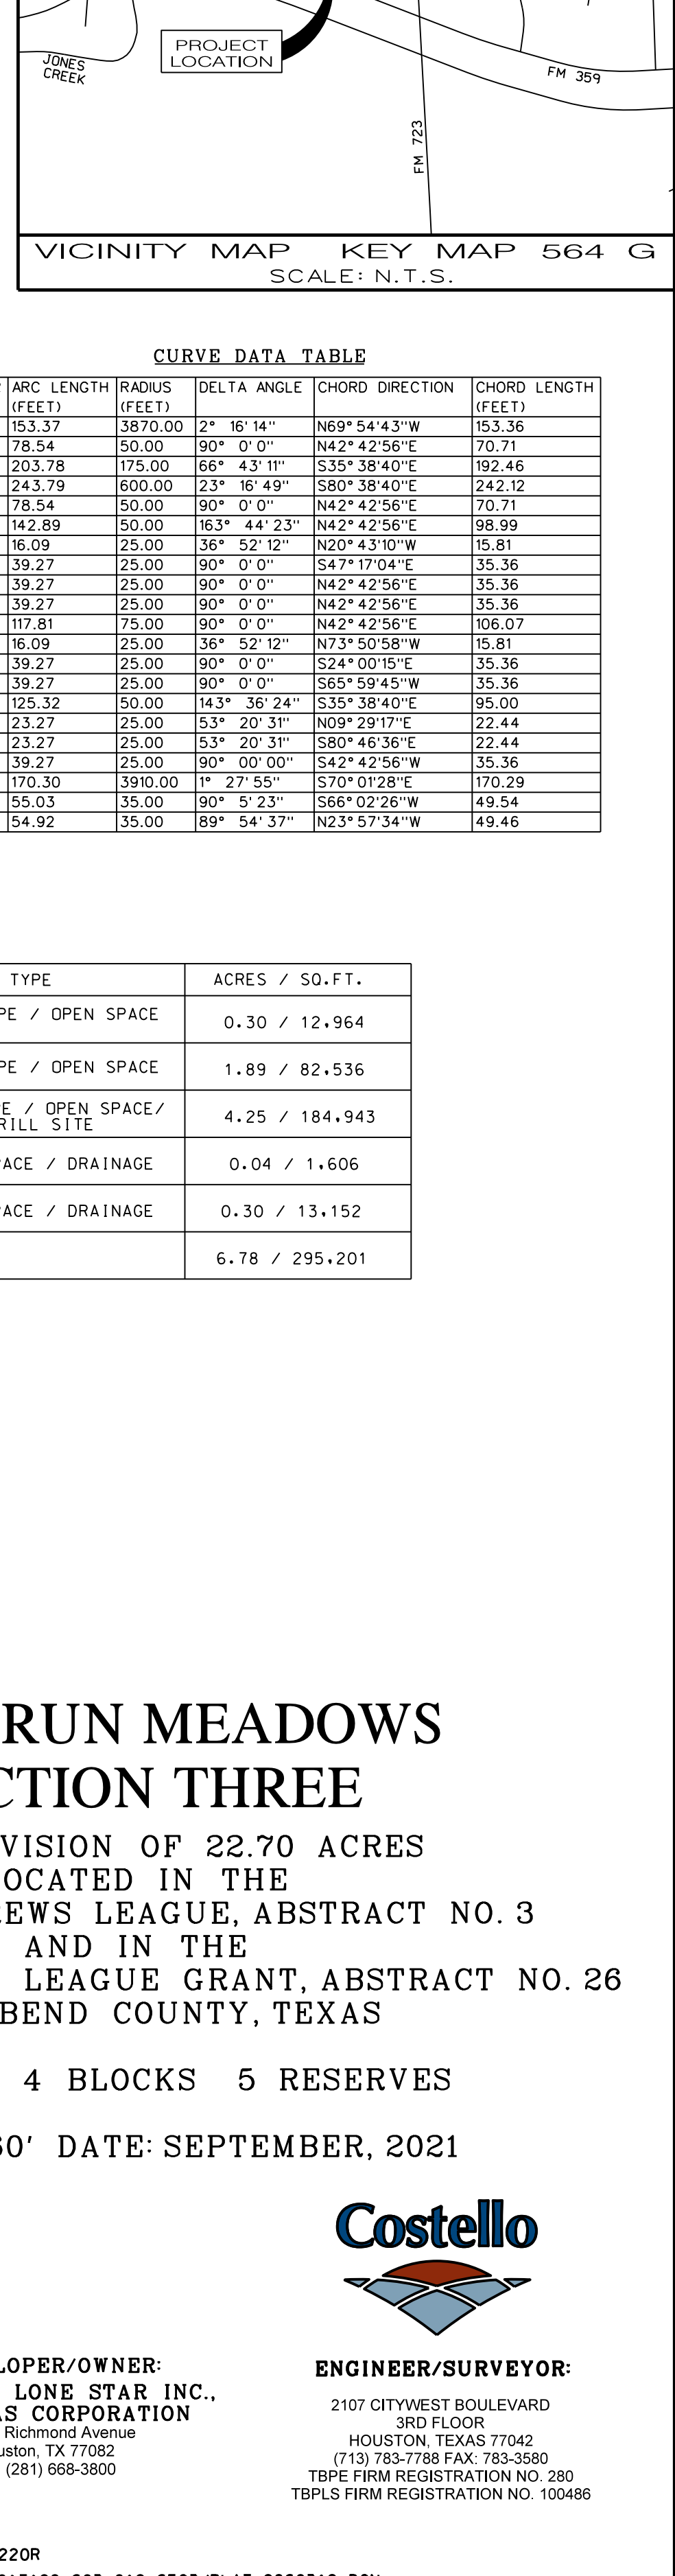 PROJECT
LOCATION
JONES
CREEK
FM 359
FM 723
VICINITY MAP KEY MAP 564 G
SCALE: N.T.S.
CURVE DATA TABLE
ARC LENGTH RADIUS DELTA ANGLE CHORD DIRECTION CHORD LENGTH
(FEET) (FEET) (FEET)
153.37 3870.00 2° 16' 14" N69° 54'43"W 153.36
78.54 50.00 90° 0' 0" N42° 42'56"E 70.71
203.78 175.00 66° 43' 11" S35° 38'40"E 192.46
243.79 600.00 23° 16' 49" S80° 38'40"E 242.12
78.54 50.00 90° 0' 0" N42° 42'56"E 70.71
142.89 50.00 163° 44' 23" N42° 42'56"E 98.99
16.09 25.00 36° 52' 12" N20° 43'10"W 15.81
39.27 25.00 90° 0' 0" S47° 17'04"E 35.36
39.27 25.00 90° 0' 0" N42° 42'56"E 35.36
39.27 25.00 90° 0' 0" N42° 42'56"E 35.36
117.81 75.00 90° 0' 0" N42° 42'56"E 106.07
16.09 25.00 36° 52' 12" N73° 50'58"W 15.81
39.27 25.00 90° 0' 0" S24° 00'15"E 35.36
39.27 25.00 90° 0' 0" S65° 59'45"W 35.36
125.32 50.00 143° 36' 24" S35° 38'40"E 95.00
23.27 25.00 53° 20' 31" N09° 29'17"E 22.44
23.27 25.00 53° 20' 31" S80° 46'36"E 22.44
39.27 25.00 90° 00' 00" S42° 42'56"W 35.36
170.30 3910.00 1° 27' 55" S70° 01'28"E 170.29
55.03 35.00 90° 5' 23" S66° 02'26"W 49.54
54.92 35.00 89° 54' 37" N23° 57'34"W 49.46
TYPE ACRES / SQ.FT.
PE / OPEN SPACE 0.30 / 12,964
PE / OPEN SPACE 1.89 / 82,536
E / OPEN SPACE/
RILL SITE 4.25 / 184,943
ACE / DRAINAGE 0.04 / 1,606
ACE / DRAINAGE 0.30 / 13,152
6.78 / 295,201
RUN MEADOWS
CTION THREE
VISION OF 22.70 ACRES
OCATED IN THE
EWS LEAGUE, ABSTRACT NO. 3
AND IN THE
LEAGUE GRANT, ABSTRACT NO. 26
BEND COUNTY, TEXAS
4 BLOCKS 5 RESERVES
60' DATE: SEPTEMBER, 2021
Costello
LOPER/OWNER:
LONE STAR INC.,
AS CORPORATION
Richmond Avenue
uston, TX 77082
(281) 668-3800
ENGINEER/SURVEYOR:
2107 CITYWEST BOULEVARD
3RD FLOOR
HOUSTON, TEXAS 77042
(713) 783-7788 FAX: 783-3580
TBPE FIRM REGISTRATION NO. 280
TBPLS FIRM REGISTRATION NO. 100486
220R